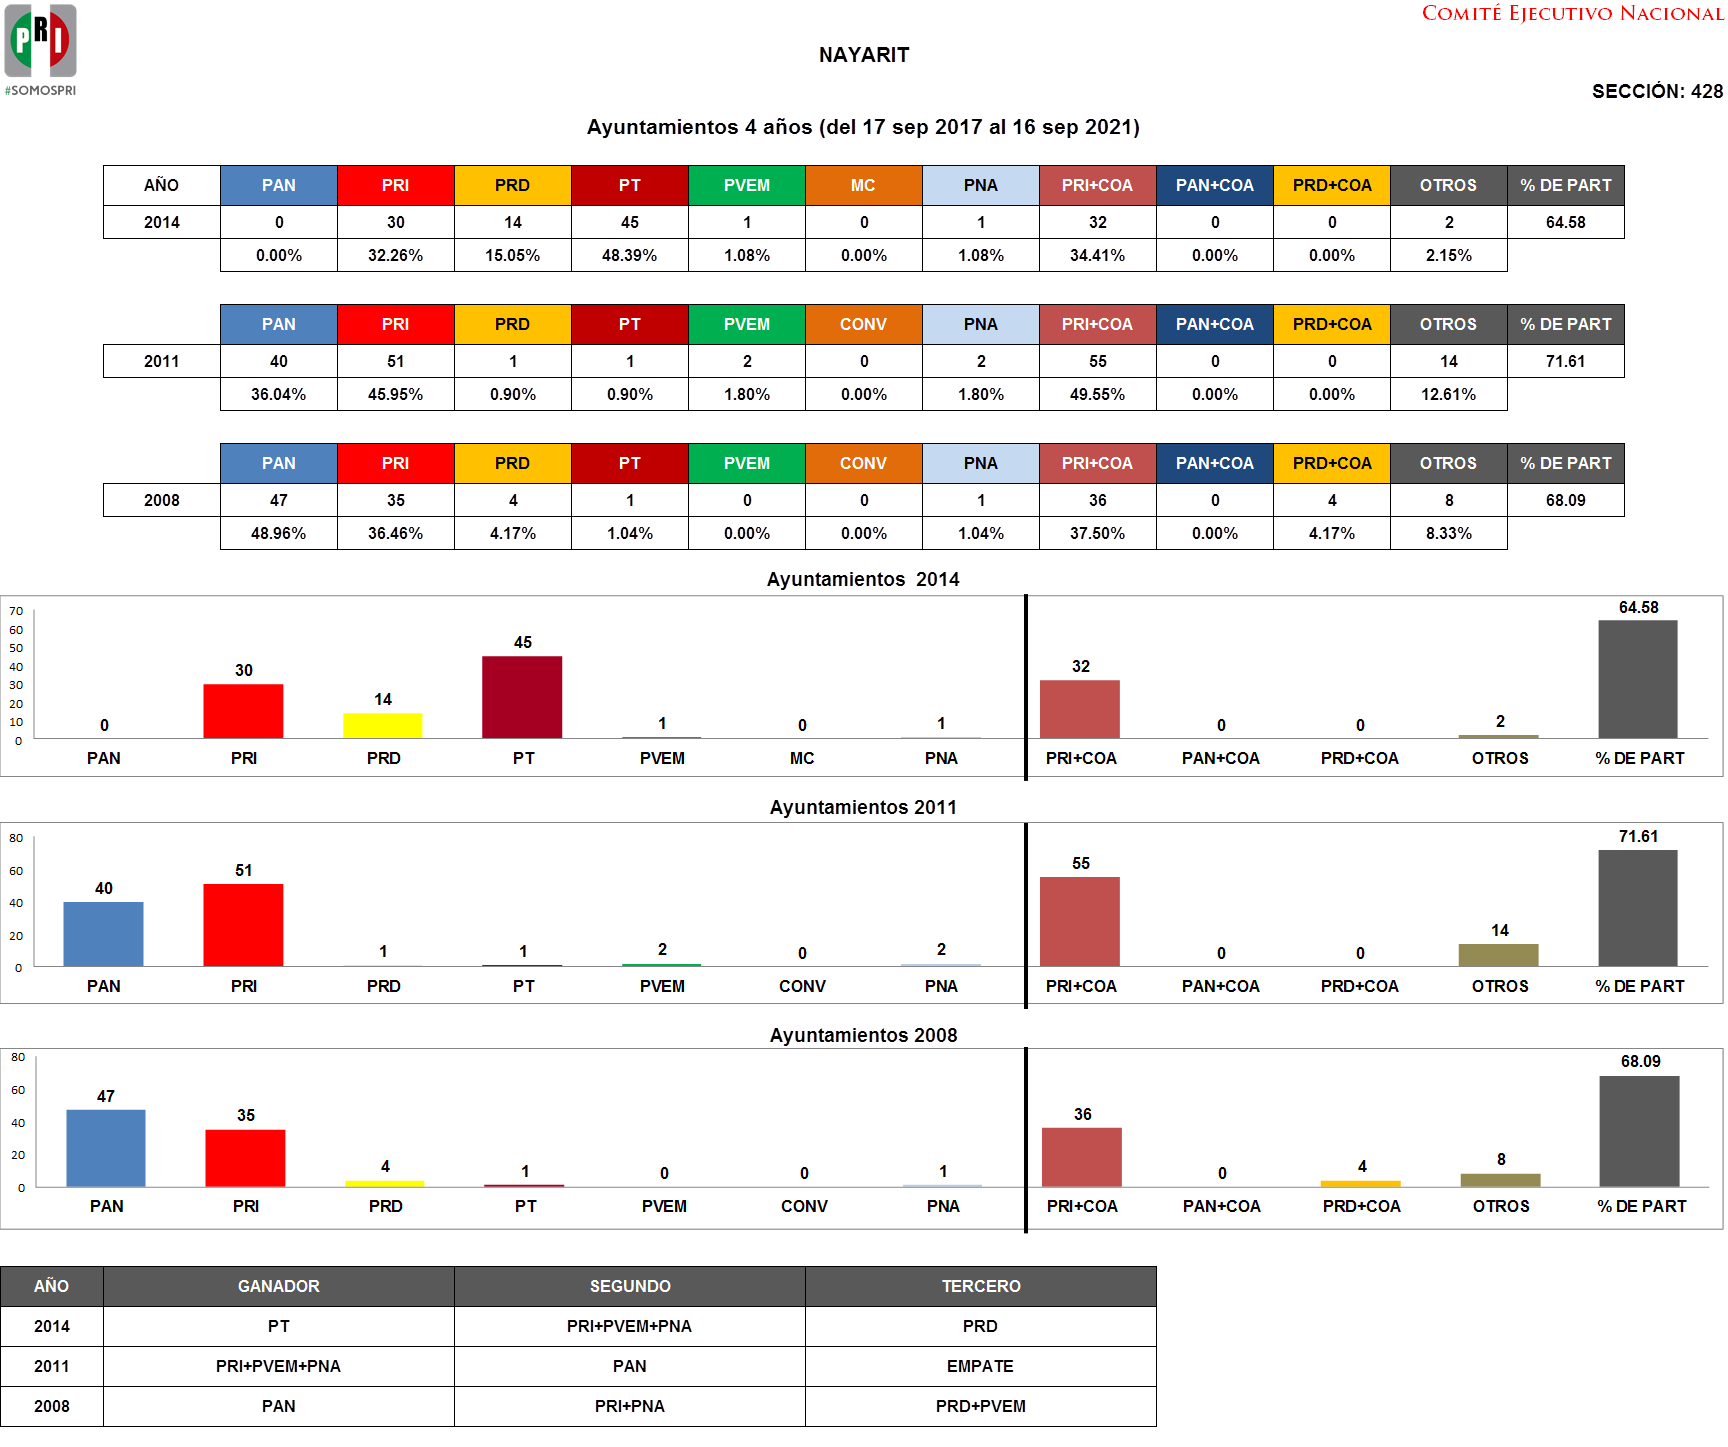 COMITÉ EJECUTIVO NACIONAL
PRI
#SOMOSPRI
NAYARIT
SECCIÓN: 428
Ayuntamientos 4 años (del 17 sep 2017 al 16 sep 2021)
AÑO PAN PRI PRD PT PVEM MC PNA PRI+COA PAN+COA PRD+COA OTROS % DE PART
2014 0 30 14 45 1 0 1 32 0 0 2 64.58
0.00% 32.26% 15.05% 48.39% 1.08% 0.00% 1.08% 34.41% 0.00% 0.00% 2.15%
PAN PRI PRD PT PVEM CONV PNA PRI+COA PAN+COA PRD+COA OTROS % DE PART
2011 40 51 1 1 2 0 2 55 0 0 14 71.61
36.04% 45.95% 0.90% 0.90% 1.80% 0.00% 1.80% 49.55% 0.00% 0.00% 12.61%
PAN PRI PRD PT PVEM CONV PNA PRI+COA PAN+COA PRD+COA OTROS % DE PART
2008 47 35 4 1 0 0 1 36 0 4 8 68.09
48.96% 36.46% 4.17% 1.04% 0.00% 0.00% 1.04% 37.50% 0.00% 4.17% 8.33%
Ayuntamientos 2014
70
60
50
40
30
20
10
0
0 30 14 45 1 0 1 32 0 0 2 64.58
PAN PRI PRD PT PVEM MC PNA PRI+COA PAN+COA PRD+COA OTROS % DE PART
Ayuntamientos 2011
80
60
40
20
0
40 51 1 1 2 0 2 55 0 0 14 71.61
PAN PRI PRD PT PVEM CONV PNA PRI+COA PAN+COA PRD+COA OTROS % DE PART
Ayuntamientos 2008
80
60
40
20
0
47 35 4 1 0 0 1 36 0 4 8 68.09
PAN PRI PRD PT PVEM CONV PNA PRI+COA PAN+COA PRD+COA OTROS % DE PART
AÑO GANADOR SEGUNDO TERCERO
2014 PT PRI+PVEM+PNA PRD
2011 PRI+PVEM+PNA PAN EMPATE
2008 PAN PRI+PNA PRD+PVEM